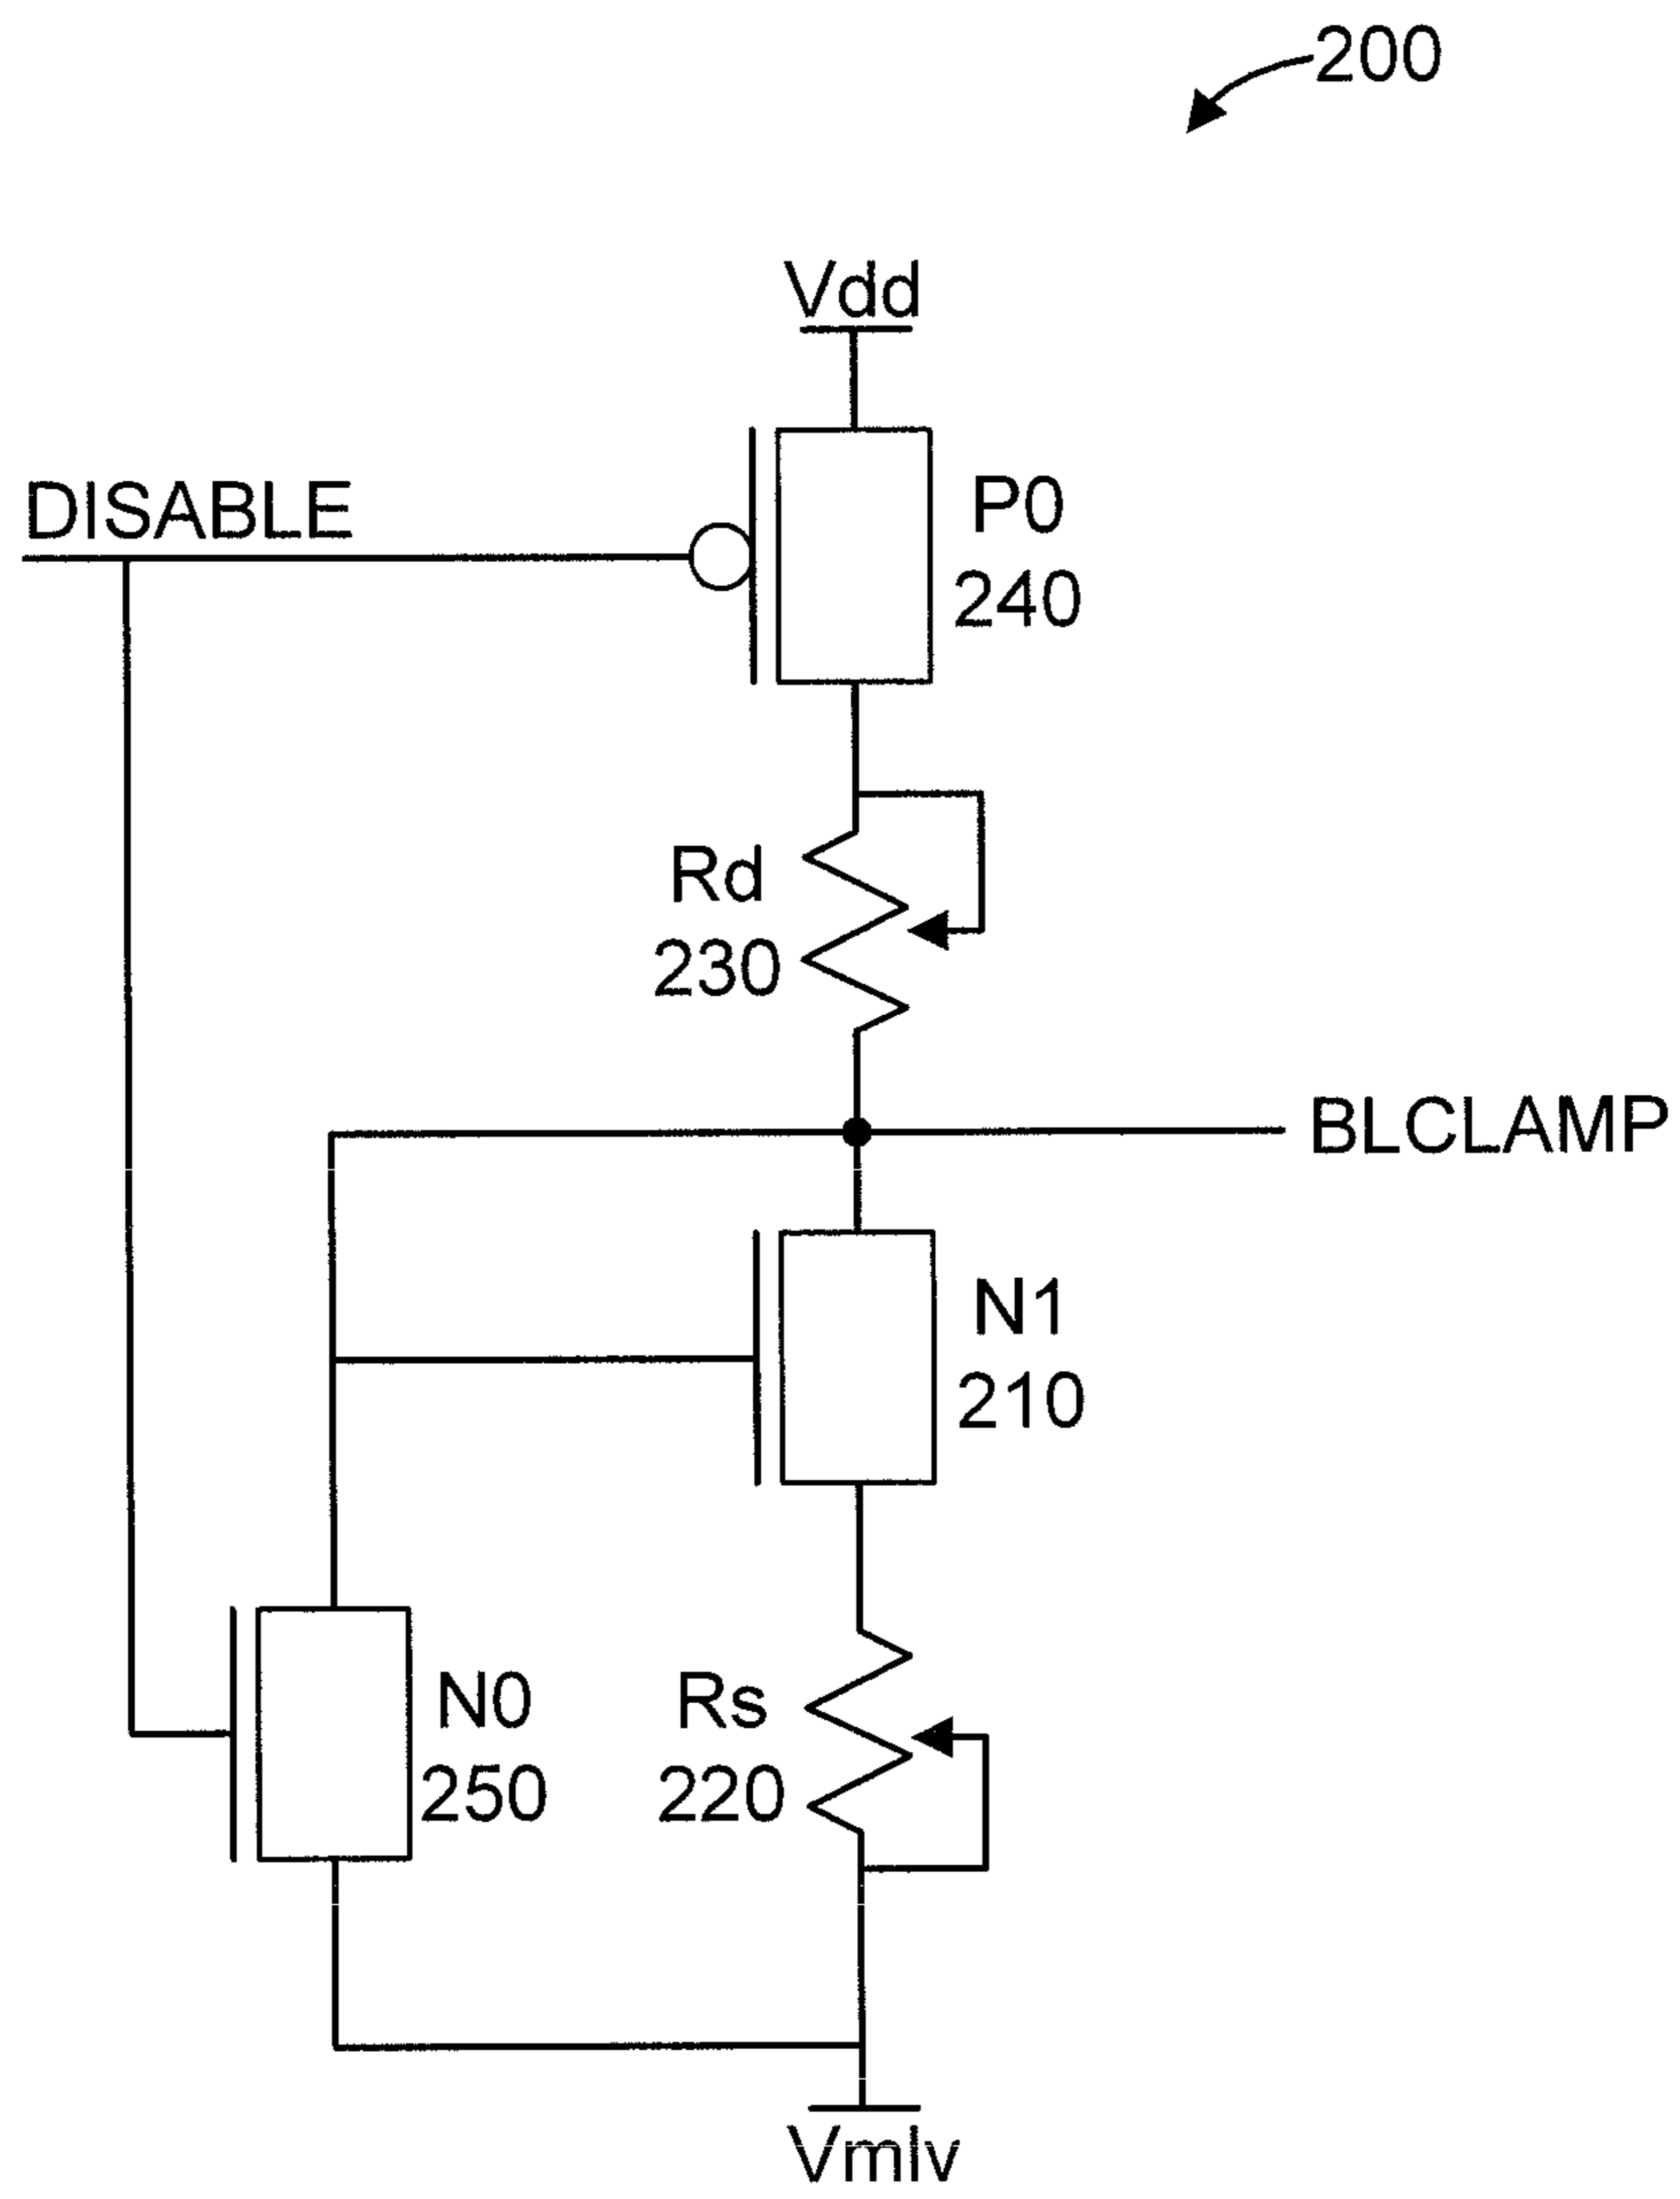 200
Vdd
DISABLE
P0
240
Rd
230
BLCLAMP
N1
210
N0
250
Rs
220
Vmlv